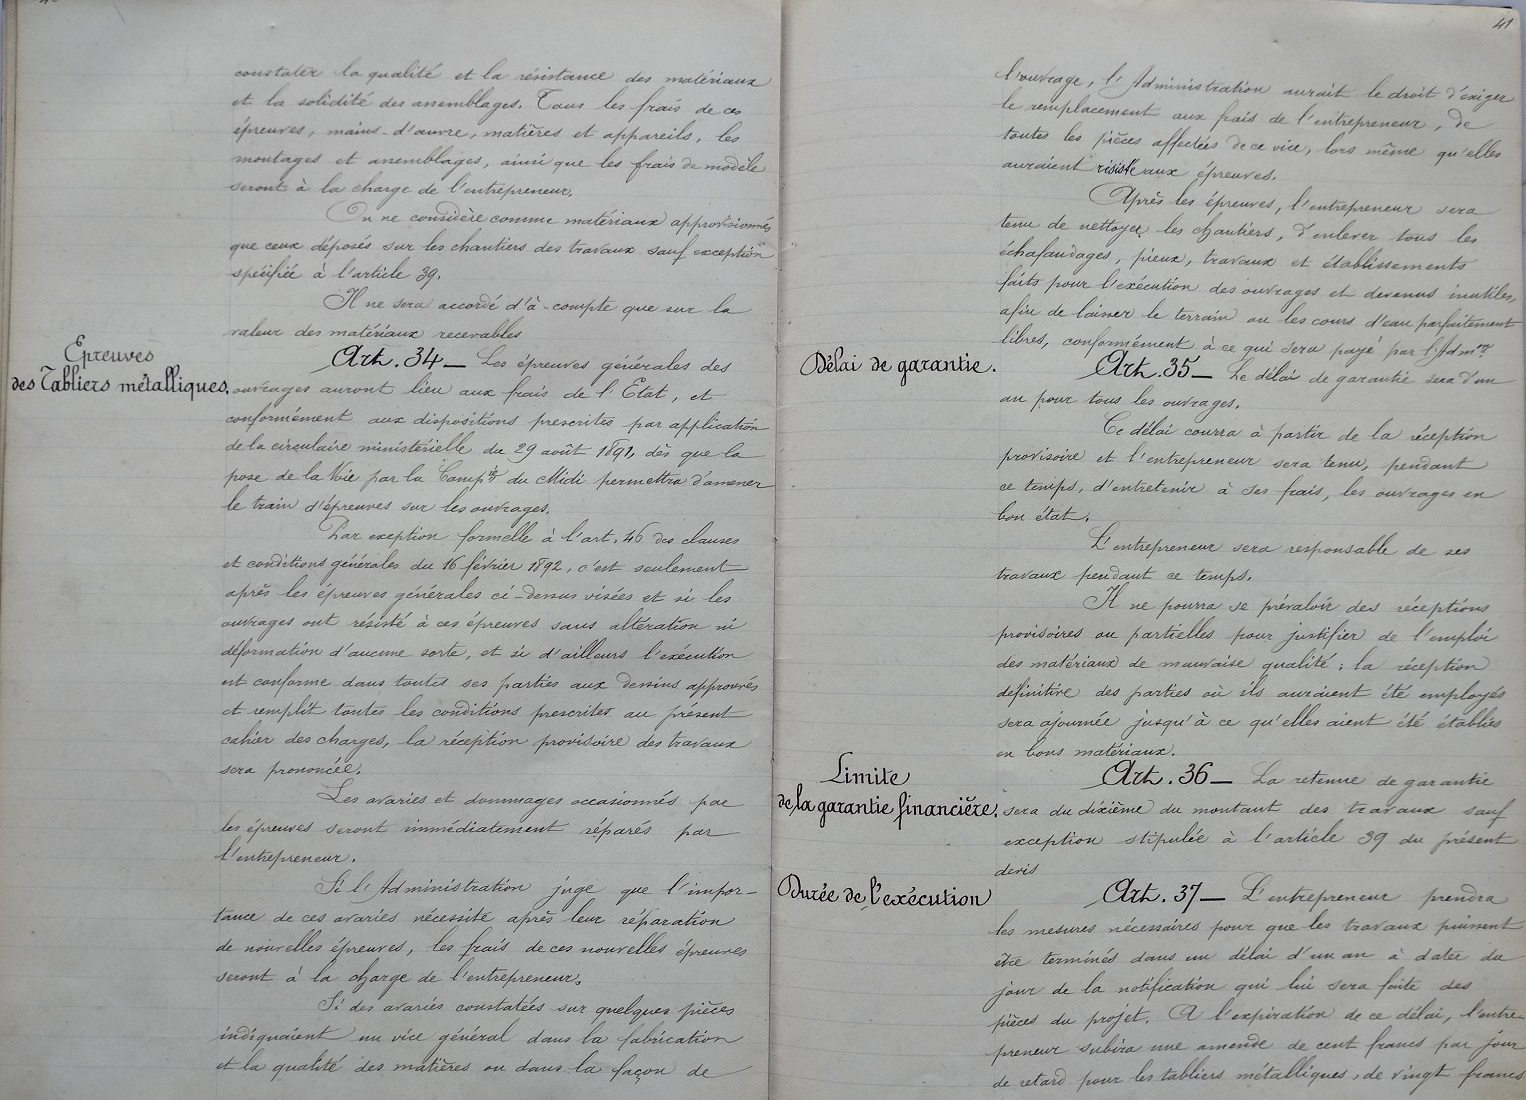 constater la qualité et la résistance des matériaux
et la solidité des assemblages. Tous les frais de ces
épreuves, mains-d'œuvre, matières et appareils, les
montages et assemblages, ainsi que les frais de modèle
seront à la charge de l'entrepreneur.
On ne considère comme matériaux approvisionnés
que ceux déposés sur les chantiers des travaux sauf exception
spécifiée à l'article 39.
Il ne sera accordé d'à-compte que sur la
valeur des matériaux recevables
Epreuves
des Tabliers métalliques.
Art. 34 — Les épreuves générales des
ouvrages auront lieu aux frais de l'Etat, et
conformément aux dispositions prescrites par application
de la circulaire ministérielle du 29 août 1891, dès que la
pose de la Voie par la Compie du Midi permettra d'amener
le train d'épreuves sur les ouvrages.
Par exeption formelle à l'art. 46 des clauses
et conditions générales du 16 février 1892, c'est seulement
après les épreuves générales ci-dessus visées et si les
ouvrages ont résisté à ces épreuves sans altération ni
déformation d'aucune sorte, et si d'ailleurs l'exécution
est conforme dans toutes ses parties aux dessins approuvés
et remplit toutes les conditions prescrites au présent
cahier des charges, la réception provisoire des travaux
sera prononcée.
Les avaries et dommages occasionnés par
les épreuves seront immédiatement réparés par
l'entrepreneur.
Si l'Administration juge que l'impor-
tance de ces avaries nécessite après leur réparation
de nouvelles épreuves, les frais de ces nouvelles épreuves
seront à la charge de l'entrepreneur.
Si des avaries constatées sur quelques pièces
indiquaient un vice général dans la fabrication
et la qualité des matières ou dans la façon de
41
l'ouvrage, l'Administration aurait le droit d'exiger
le remplacement aux frais de l'entrepreneur, de
toutes les pièces affectées de ce vice, lors même qu'elles
auraient résisté aux épreuves.
Après les épreuves, l'entrepreneur sera
tenu de nettoyer les chantiers, d'enlever tous les
échafaudages, pieux, travaux et établissements
faits pour l'exécution des ouvrages et devenus inutiles,
afin de laisser le terrain ou les cours d'eau parfaitement
libres, conformément à ce qui sera payé par l'Admon.
Délai de garantie.
Art. 35 — Le délai de garantie sera d'un
an pour tous les ouvrages.
Ce délai courra à partir de la réception
provisoire et l'entrepreneur sera tenu, pendant
ce temps, d'entretenir à ses frais, les ouvrages en
bon état.
L'entrepreneur sera responsable de ses
travaux pendant ce temps.
Il ne pourra se prévaloir des réceptions
provisoires ou partielles pour justifier de l'emploi
des matériaux de mauvaise qualité ; la réception
définitive des parties où ils auraient été employés
sera ajournée jusqu'à ce qu'elles aient été établies
en bons matériaux.
Limite
de la garantie financière.
Art. 36 — La retenue de garantie
sera du dixième du montant des travaux sauf
exception stipulée à l'article 39 du présent
devis
Durée de l'exécution
Art. 37 — L'entrepreneur prendra
les mesures nécessaires pour que les travaux puissent
être terminés dans un délai d'un an à dater du
jour de la notification qui lui sera faite des
pièces du projet. A l'expiration de ce délai, l'entre-
preneur subira une amende de cent francs par jour
de retard pour les tabliers métalliques, de vingt francs